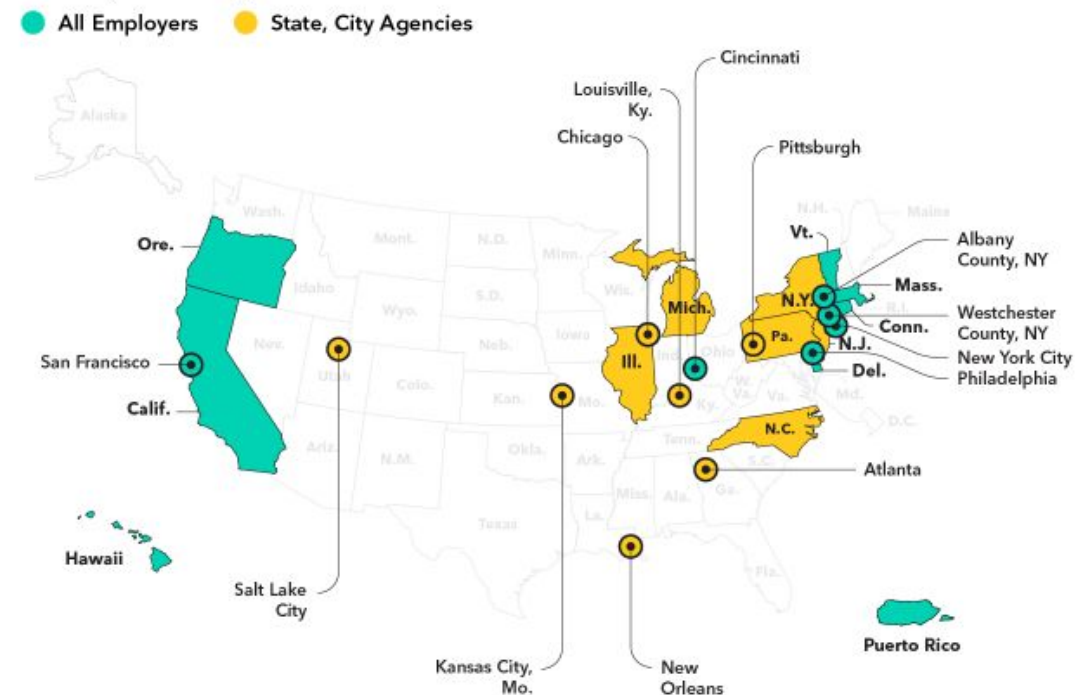 All Employers
State, City Agencies
Cincinnati
Louisville,
Ky.
Chicago
Pittsburgh
Alaska
Wash.
Mont.
N.D.
Minn.
N.H.
Maine
Vt.
Albany
County, NY
Ore.
Idaho
Wyo.
S.D.
Wis.
Mich.
N.Y.
Mass.
R.I.
Westchester
County, NY
Conn.
Nev.
Utah
Neb.
Iowa
Ill.
Ind.
Ohio
Pa.
N.J.
New York City
Philadelphia
Del.
San Francisco
Colo.
Kan.
Mo.
Ky.
W.
Va.
Va.
Md.
D.C.
Calif.
Ariz.
N.M.
Okla.
Ark.
Tenn.
N.C.
S.C.
Atlanta
Texas
La.
Miss.
Ala.
Ga.
Fla.
Hawaii
Salt Lake
City
Kansas City,
Mo.
New
Orleans
Puerto Rico